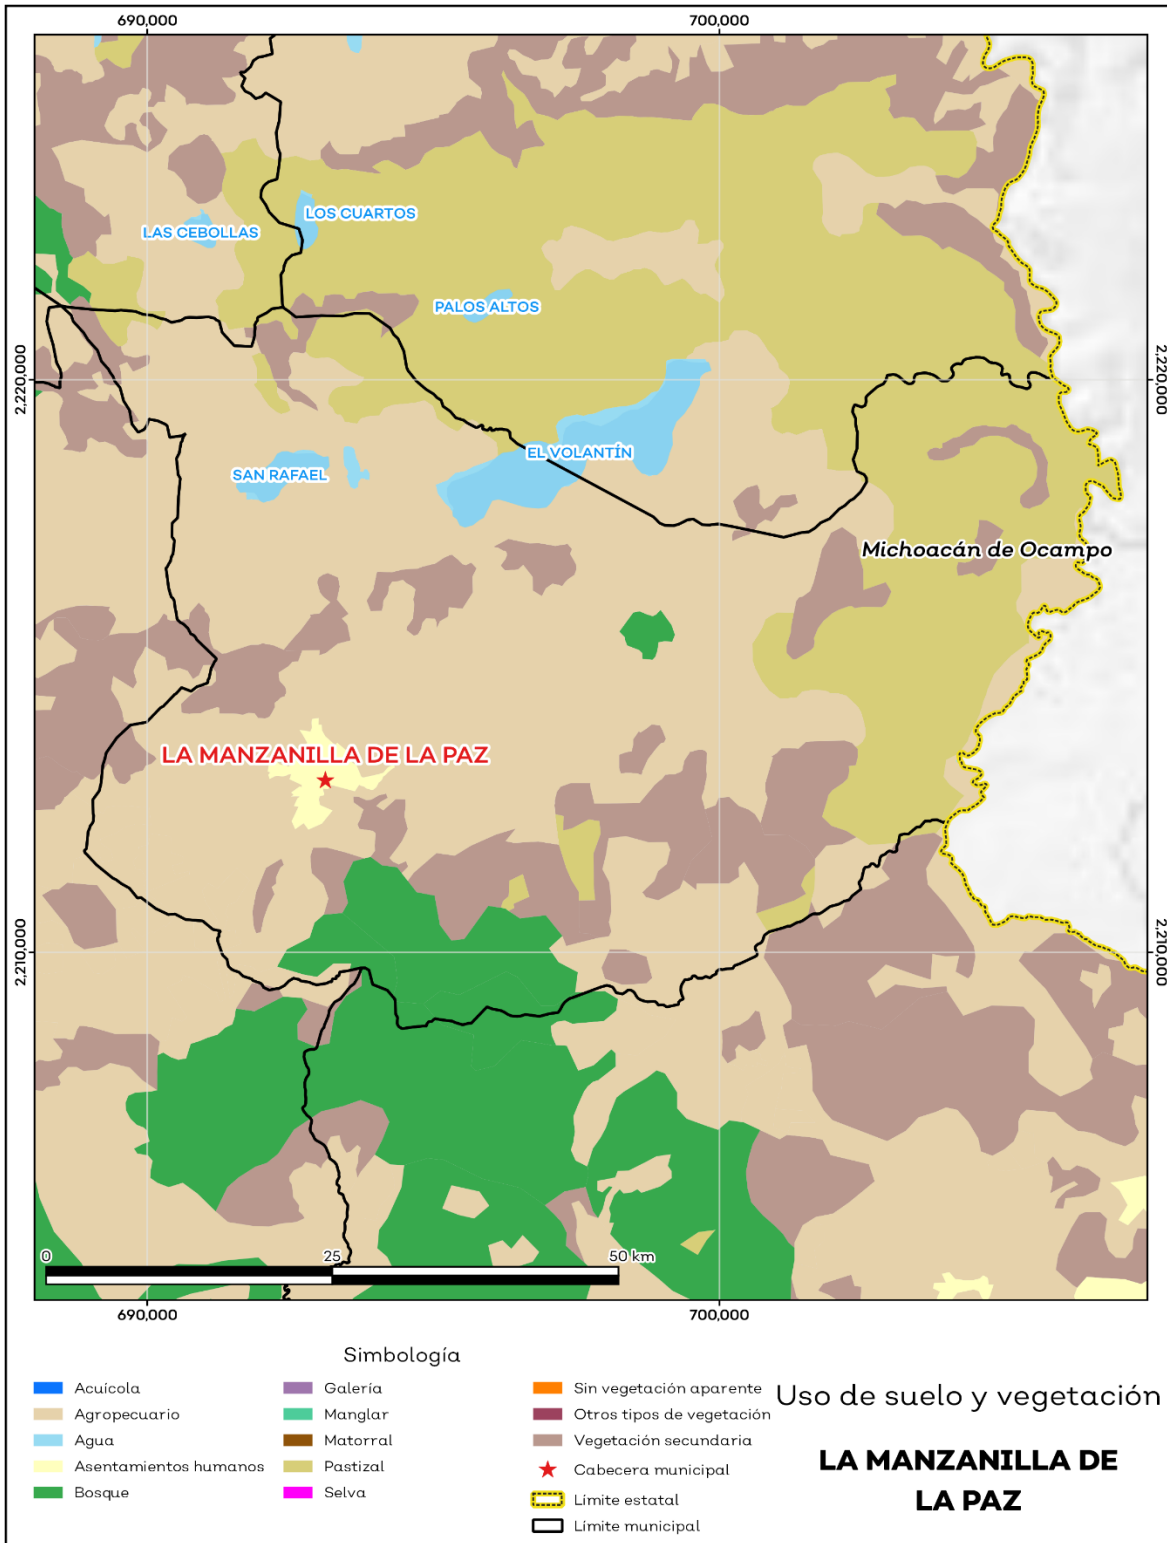 690,000
700,000
LOS CUARTOS
LAS CEBOLLAS
PALOS ALTOS
2,220,000
2,220,000
EL VOLANTÍN
SAN RAFAEL
Michoacán de Ocampo
LA MANZANILLA DE LA PAZ
2,210,000
2,210,000
0
25
50 km
690,000
700,000
Simbología
Acuícola
Agropecuario
Agua
Asentamientos humanos
Bosque
Galería
Manglar
Matorral
Pastizal
Selva
Sin vegetación aparente
Otros tipos de vegetación
Vegetación secundaria
Cabecera municipal
Límite estatal
Límite municipal
Uso de suelo y vegetación
LA MANZANILLA DE
LA PAZ